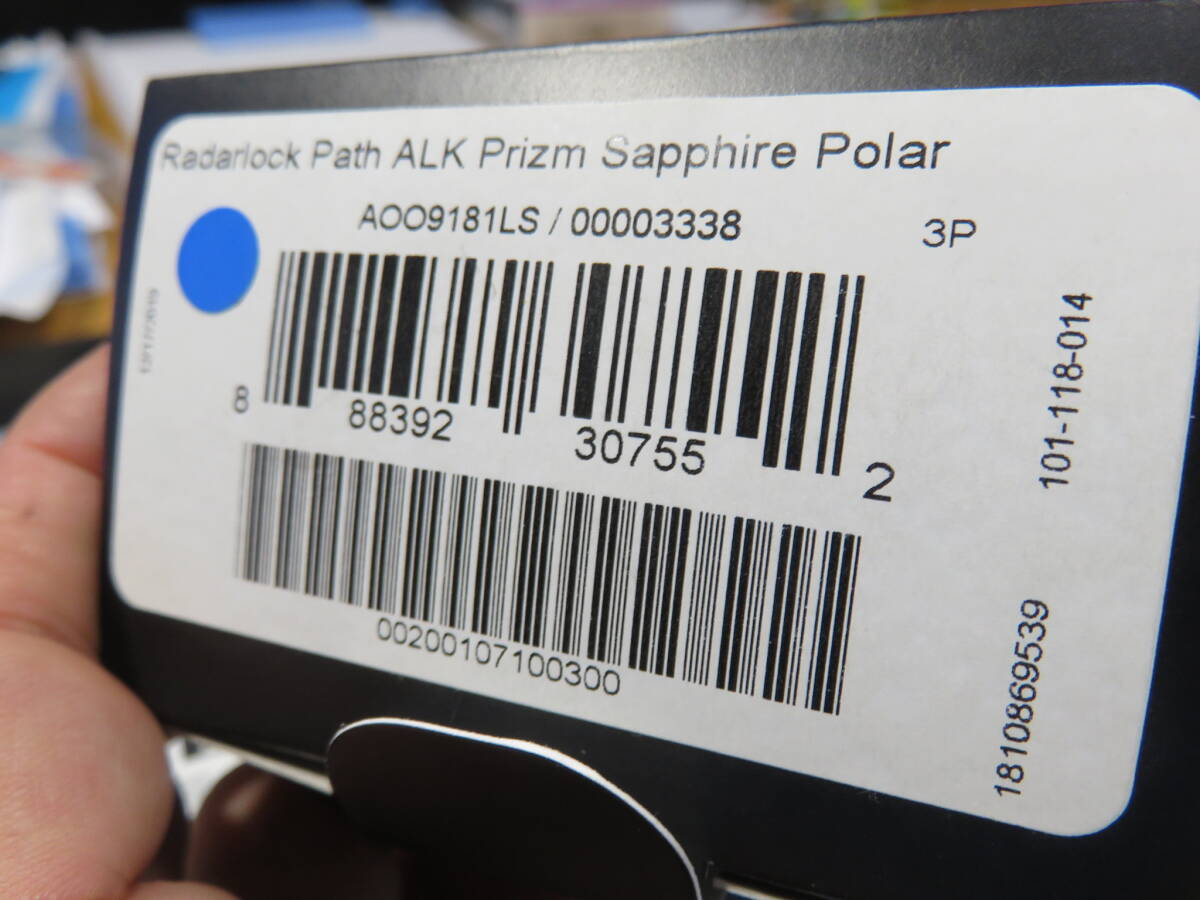 Radarlock Path ALK Prizm Sapphire Polar
AOO9181LS / 00003338
3P
8 88392 30755 2
00200107100300
101-118-014
1810869539